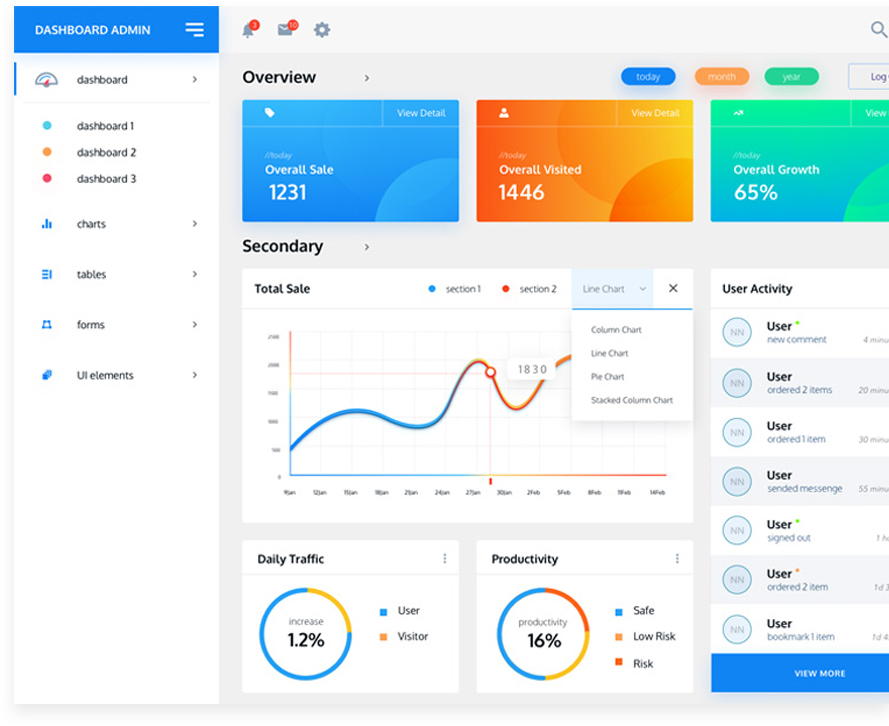 DASHBOARD ADMIN
3
10
dashboard
dashboard 1
dashboard 2
dashboard 3
charts
tables
forms
UI elements
Overview
today
month
year
Log
View Detail
//today
Overall Sale
1231
View Detail
//today
Overall Visited
1446
View
//today
Overall Growth
65%
Secondary
Total Sale
section 1
section 2
Line Chart
Column Chart
Line Chart
Pie Chart
Stacked Column Chart
1830
2500
2000
1500
1000
500
0
9Jan 12Jan 15Jan 18Jan 21Jan 24Jan 27Jan 30Jan 2Feb 5Feb 8Feb 11Feb 14Feb
User Activity
NN
User
new comment
4 minu
NN
User
ordered 2 items
20 minu
NN
User
ordered 1 item
30 minu
NN
User
sended messenge
55 minu
NN
User
signed out
1 h
NN
User
ordered 2 item
1d 3
NN
User
bookmark 1 item
1d 4
VIEW MORE
Daily Traffic
increase
1.2%
User
Visitor
Productivity
productivity
16%
Safe
Low Risk
Risk